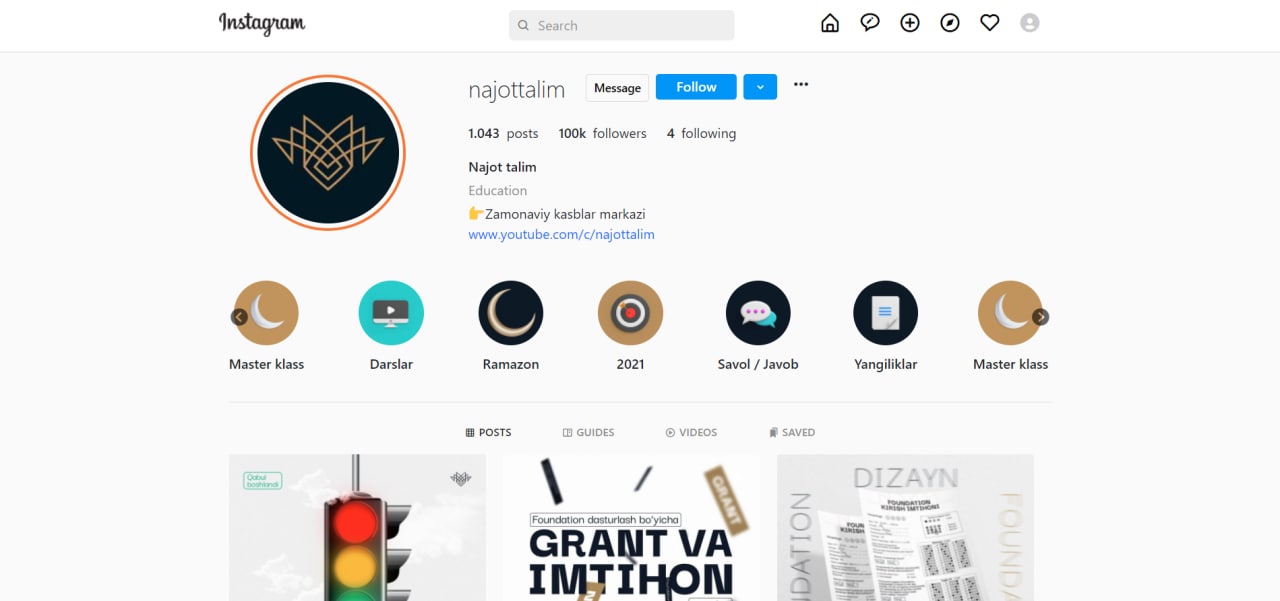 Instagram
Search
najottalim
Message
Follow
1.043 posts
100k followers
4 following
Najot talim
Education
👉Zamonaviy kasblar markazi
www.youtube.com/c/najottalim
Master klass
Darslar
Ramazon
2021
Savol / Javob
Yangiliklar
Master klass
POSTS
GUIDES
VIDEOS
SAVED
Qabul
boshlandi
GRANT
Foundation dasturlash bo'yicha
GRANT VA
IMTIHON
DIZAYN
FOUNDATION
KIRISH IMTIHONI